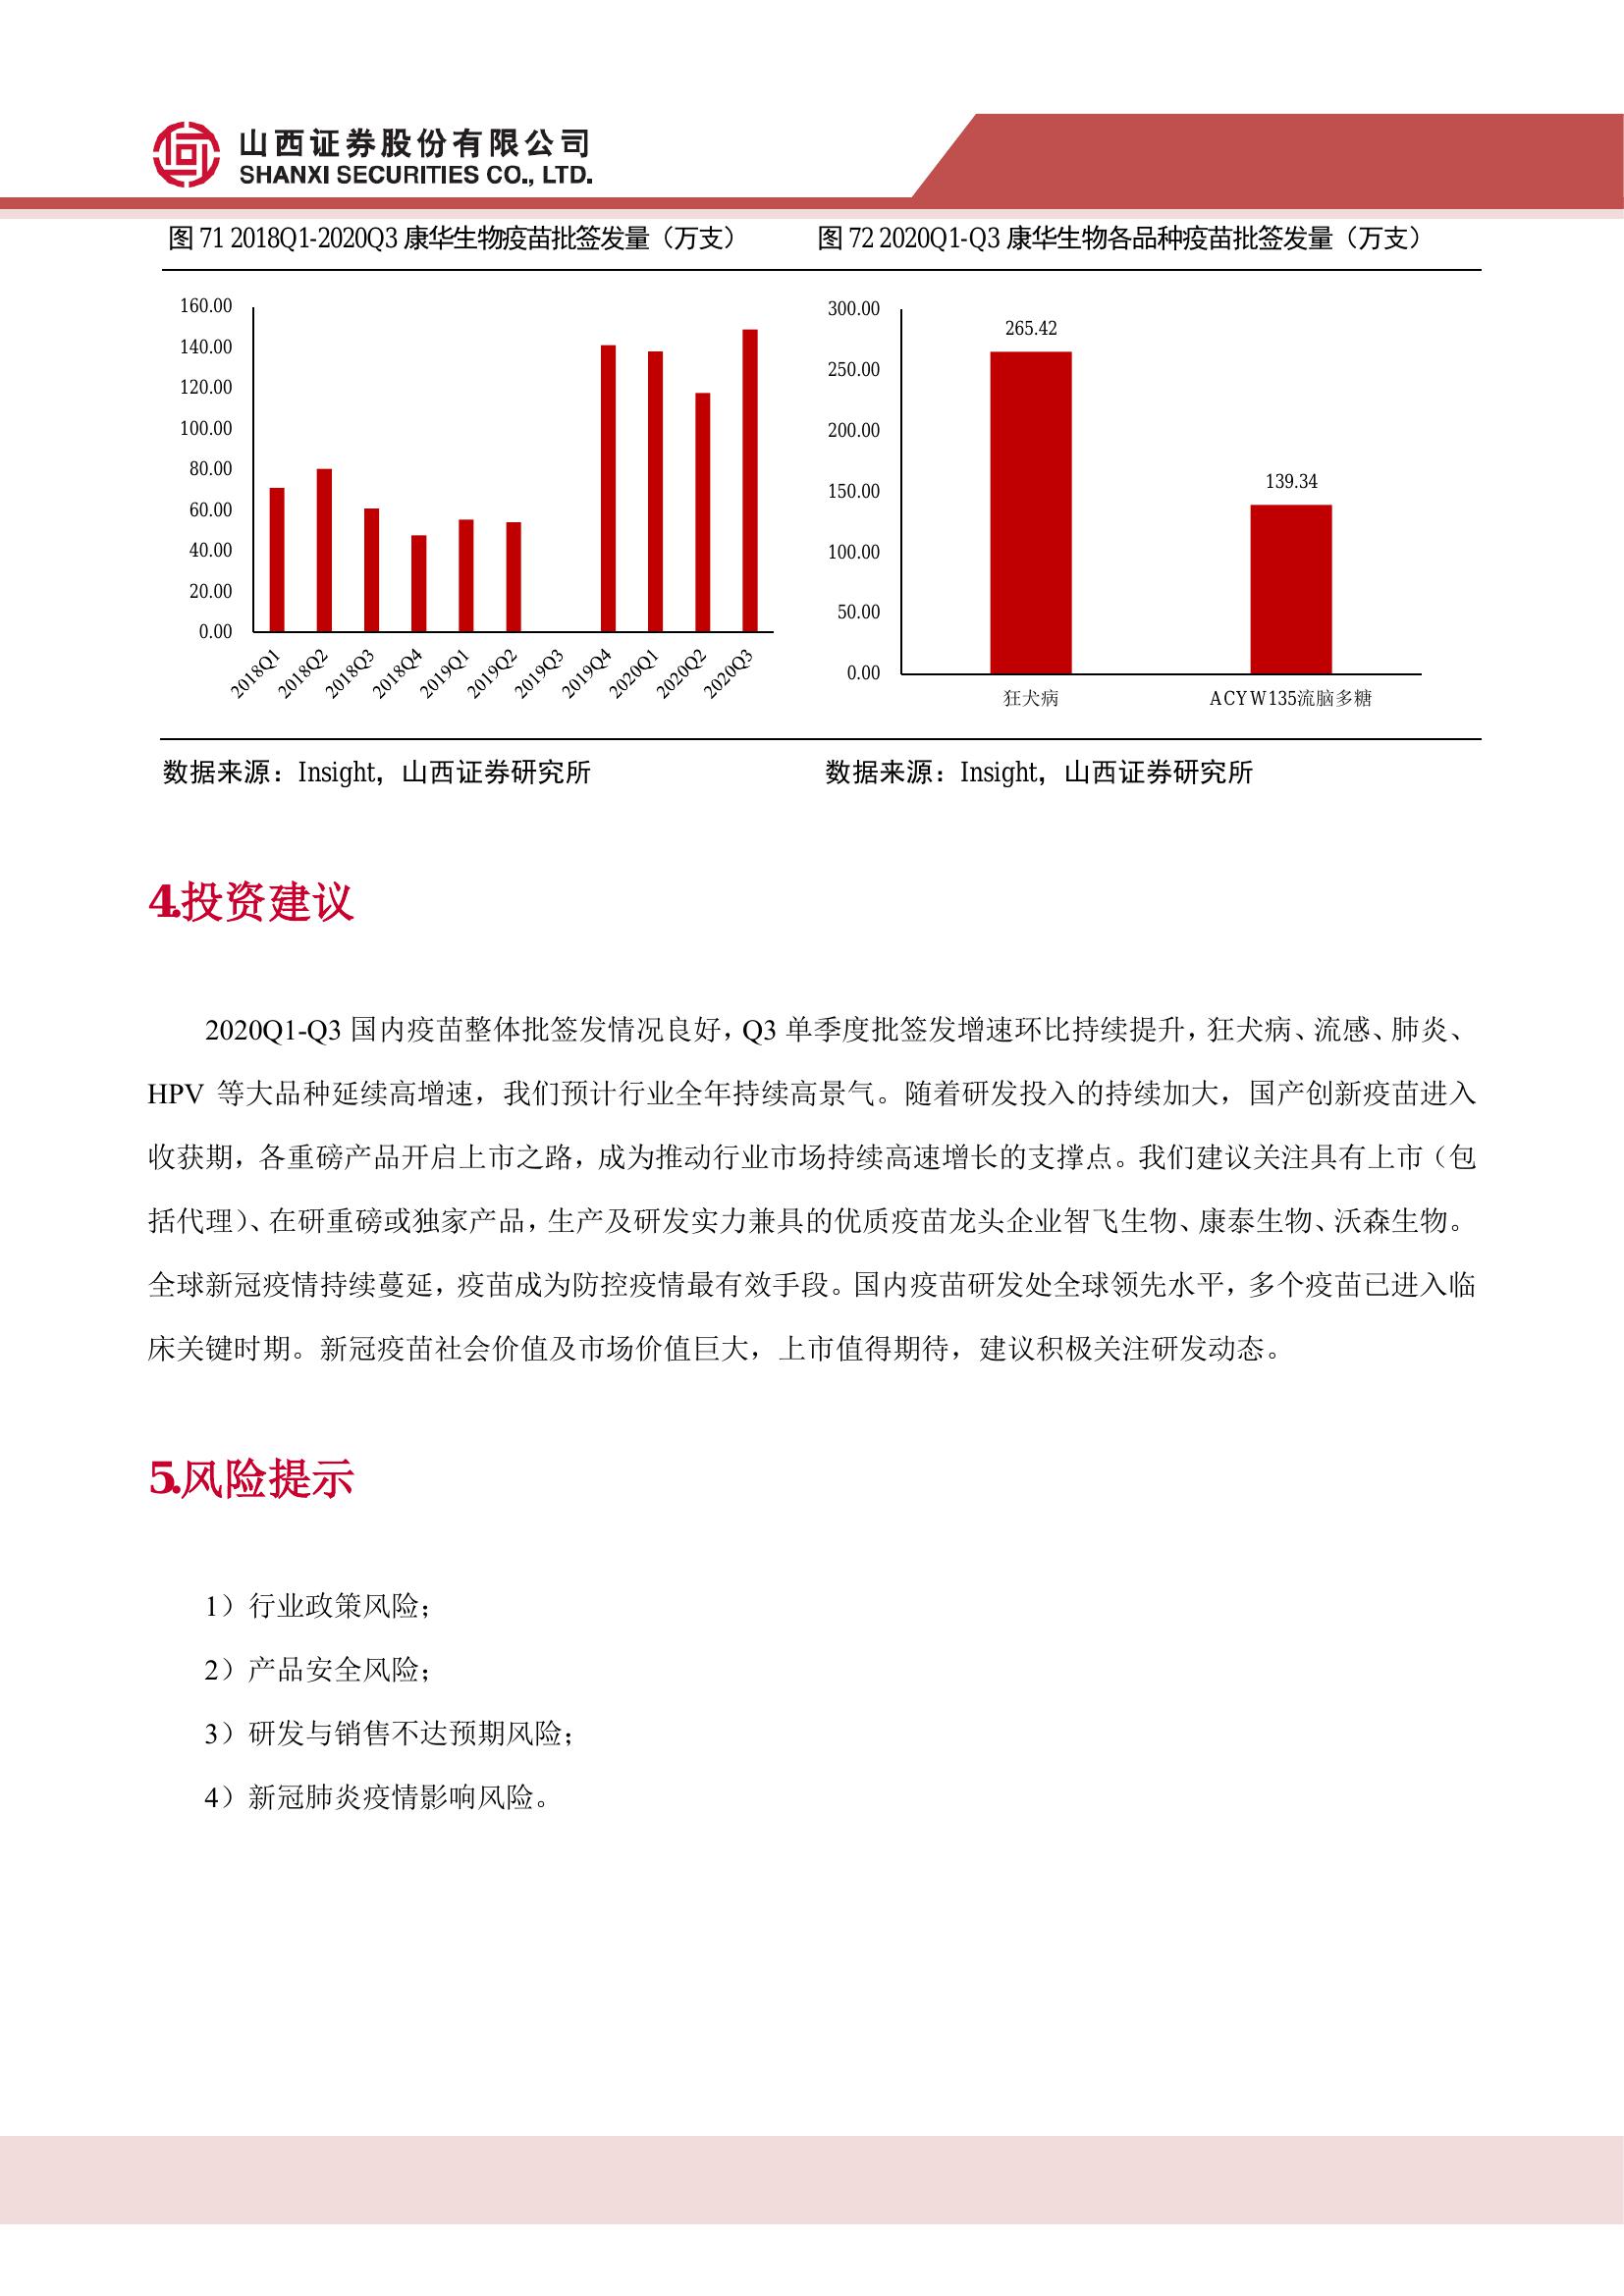 山西证券股份有限公司
SHANXI SECURITIES CO., LTD.
图 71 2018Q1-2020Q3 康华生物疫苗批签发量（万支）
160.00
140.00
120.00
100.00
80.00
60.00
40.00
20.00
0.00
2018Q1
2018Q2
2018Q3
2018Q4
2019Q1
2019Q2
2019Q3
2019Q4
2020Q1
2020Q2
2020Q3
数据来源：Insight，山西证券研究所
图 72 2020Q1-Q3 康华生物各品种疫苗批签发量（万支）
300.00
250.00
200.00
150.00
100.00
50.00
0.00
265.42
139.34
狂犬病
ACYW135流脑多糖
数据来源：Insight，山西证券研究所
4.投资建议
2020Q1-Q3 国内疫苗整体批签发情况良好，Q3 单季度批签发增速环比持续提升，狂犬病、流感、肺炎、
HPV 等大品种延续高增速，我们预计行业全年持续高景气。随着研发投入的持续加大，国产创新疫苗进入
收获期，各重磅产品开启上市之路，成为推动行业市场持续高速增长的支撑点。我们建议关注具有上市（包
括代理）、在研重磅或独家产品，生产及研发实力兼具的优质疫苗龙头企业智飞生物、康泰生物、沃森生物。
全球新冠疫情持续蔓延，疫苗成为防控疫情最有效手段。国内疫苗研发处全球领先水平，多个疫苗已进入临
床关键时期。新冠疫苗社会价值及市场价值巨大，上市值得期待，建议积极关注研发动态。
5.风险提示
1）行业政策风险；
2）产品安全风险；
3）研发与销售不达预期风险；
4）新冠肺炎疫情影响风险。